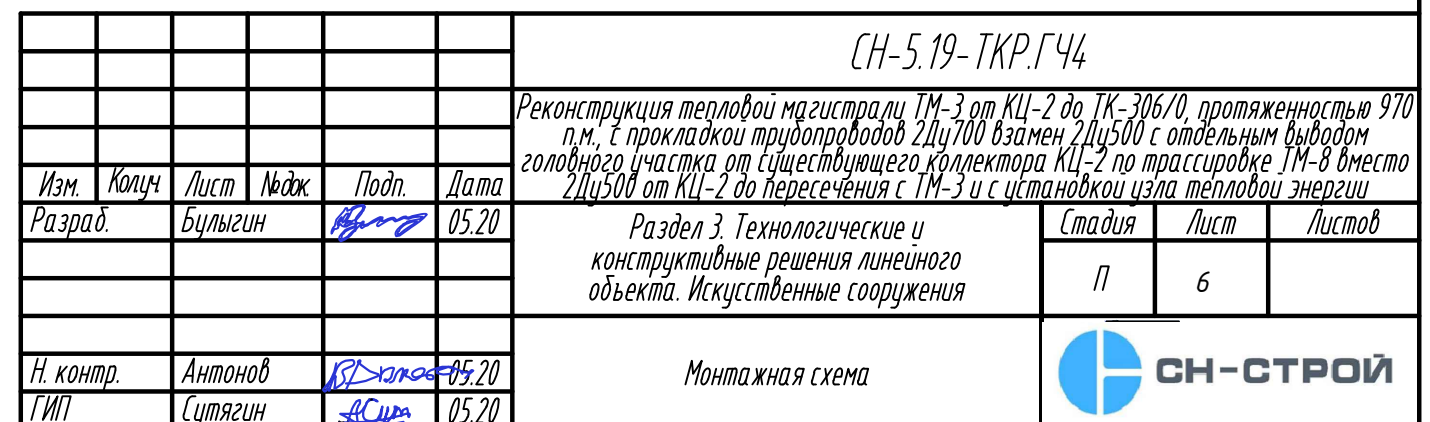 СН-5.19-ТКР.ГЧ4
Реконструкция тепловой магистрали ТМ-3 от КЦ-2 до ТК-306/0, протяженностью 970
п.м., с прокладкой трубопроводов 2Ду700 взамен 2Ду500 с отдельным выводом
головного участка от существующего коллектора КЦ-2 по трассировке ТМ-8 вместо
2Ду500 от КЦ-2 до пересечения с ТМ-3 и с установкой узла тепловой энергии
Изм. Колуч Лист №док. Подп. Дата
Разраб. Булыгин 05.20
Раздел 3. Технологические и
конструктивные решения линейного
объекта. Искусственные сооружения
Стадия Лист Листов
П 6
Н. контр. Антонов 05.20
ГИП Сутягин 05.20
Монтажная схема
СН-СТРОЙ